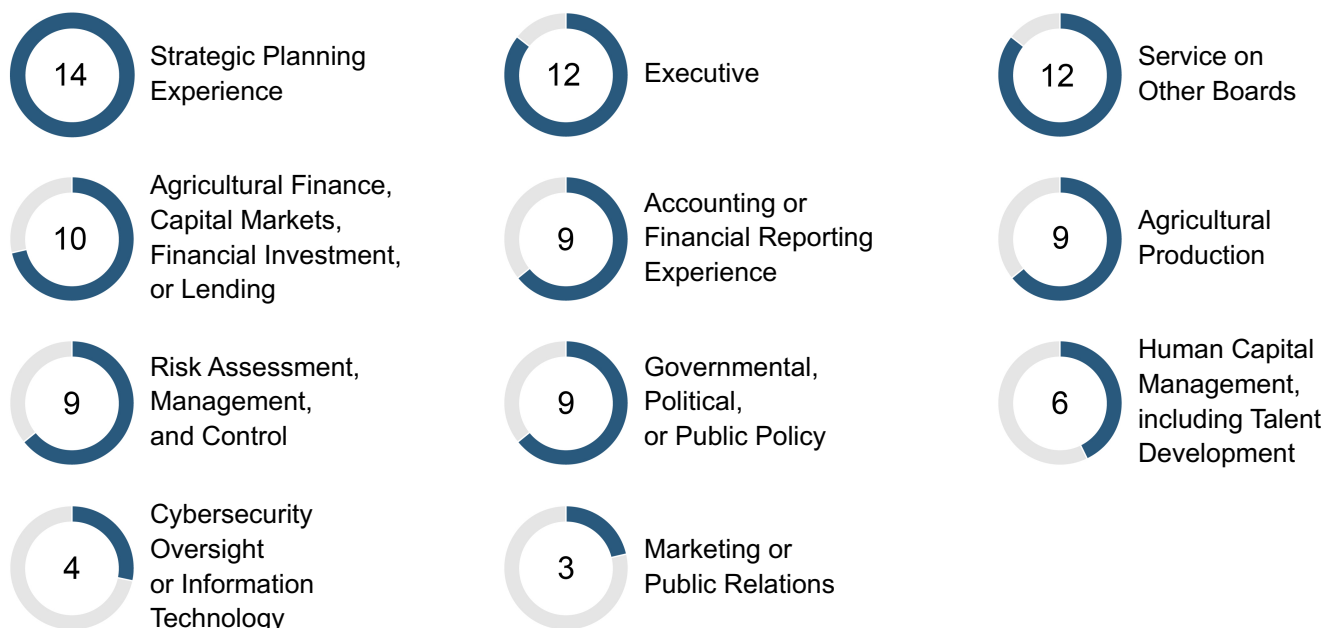 14
Strategic Planning
Experience
12
Executive
12
Service on
Other Boards
10
Agricultural Finance,
Capital Markets,
Financial Investment,
or Lending
9
Accounting or
Financial Reporting
Experience
9
Agricultural
Production
9
Risk Assessment,
Management,
and Control
9
Governmental,
Political,
or Public Policy
6
Human Capital
Management,
including Talent
Development
4
Cybersecurity
Oversight
or Information
Technology
3
Marketing or
Public Relations